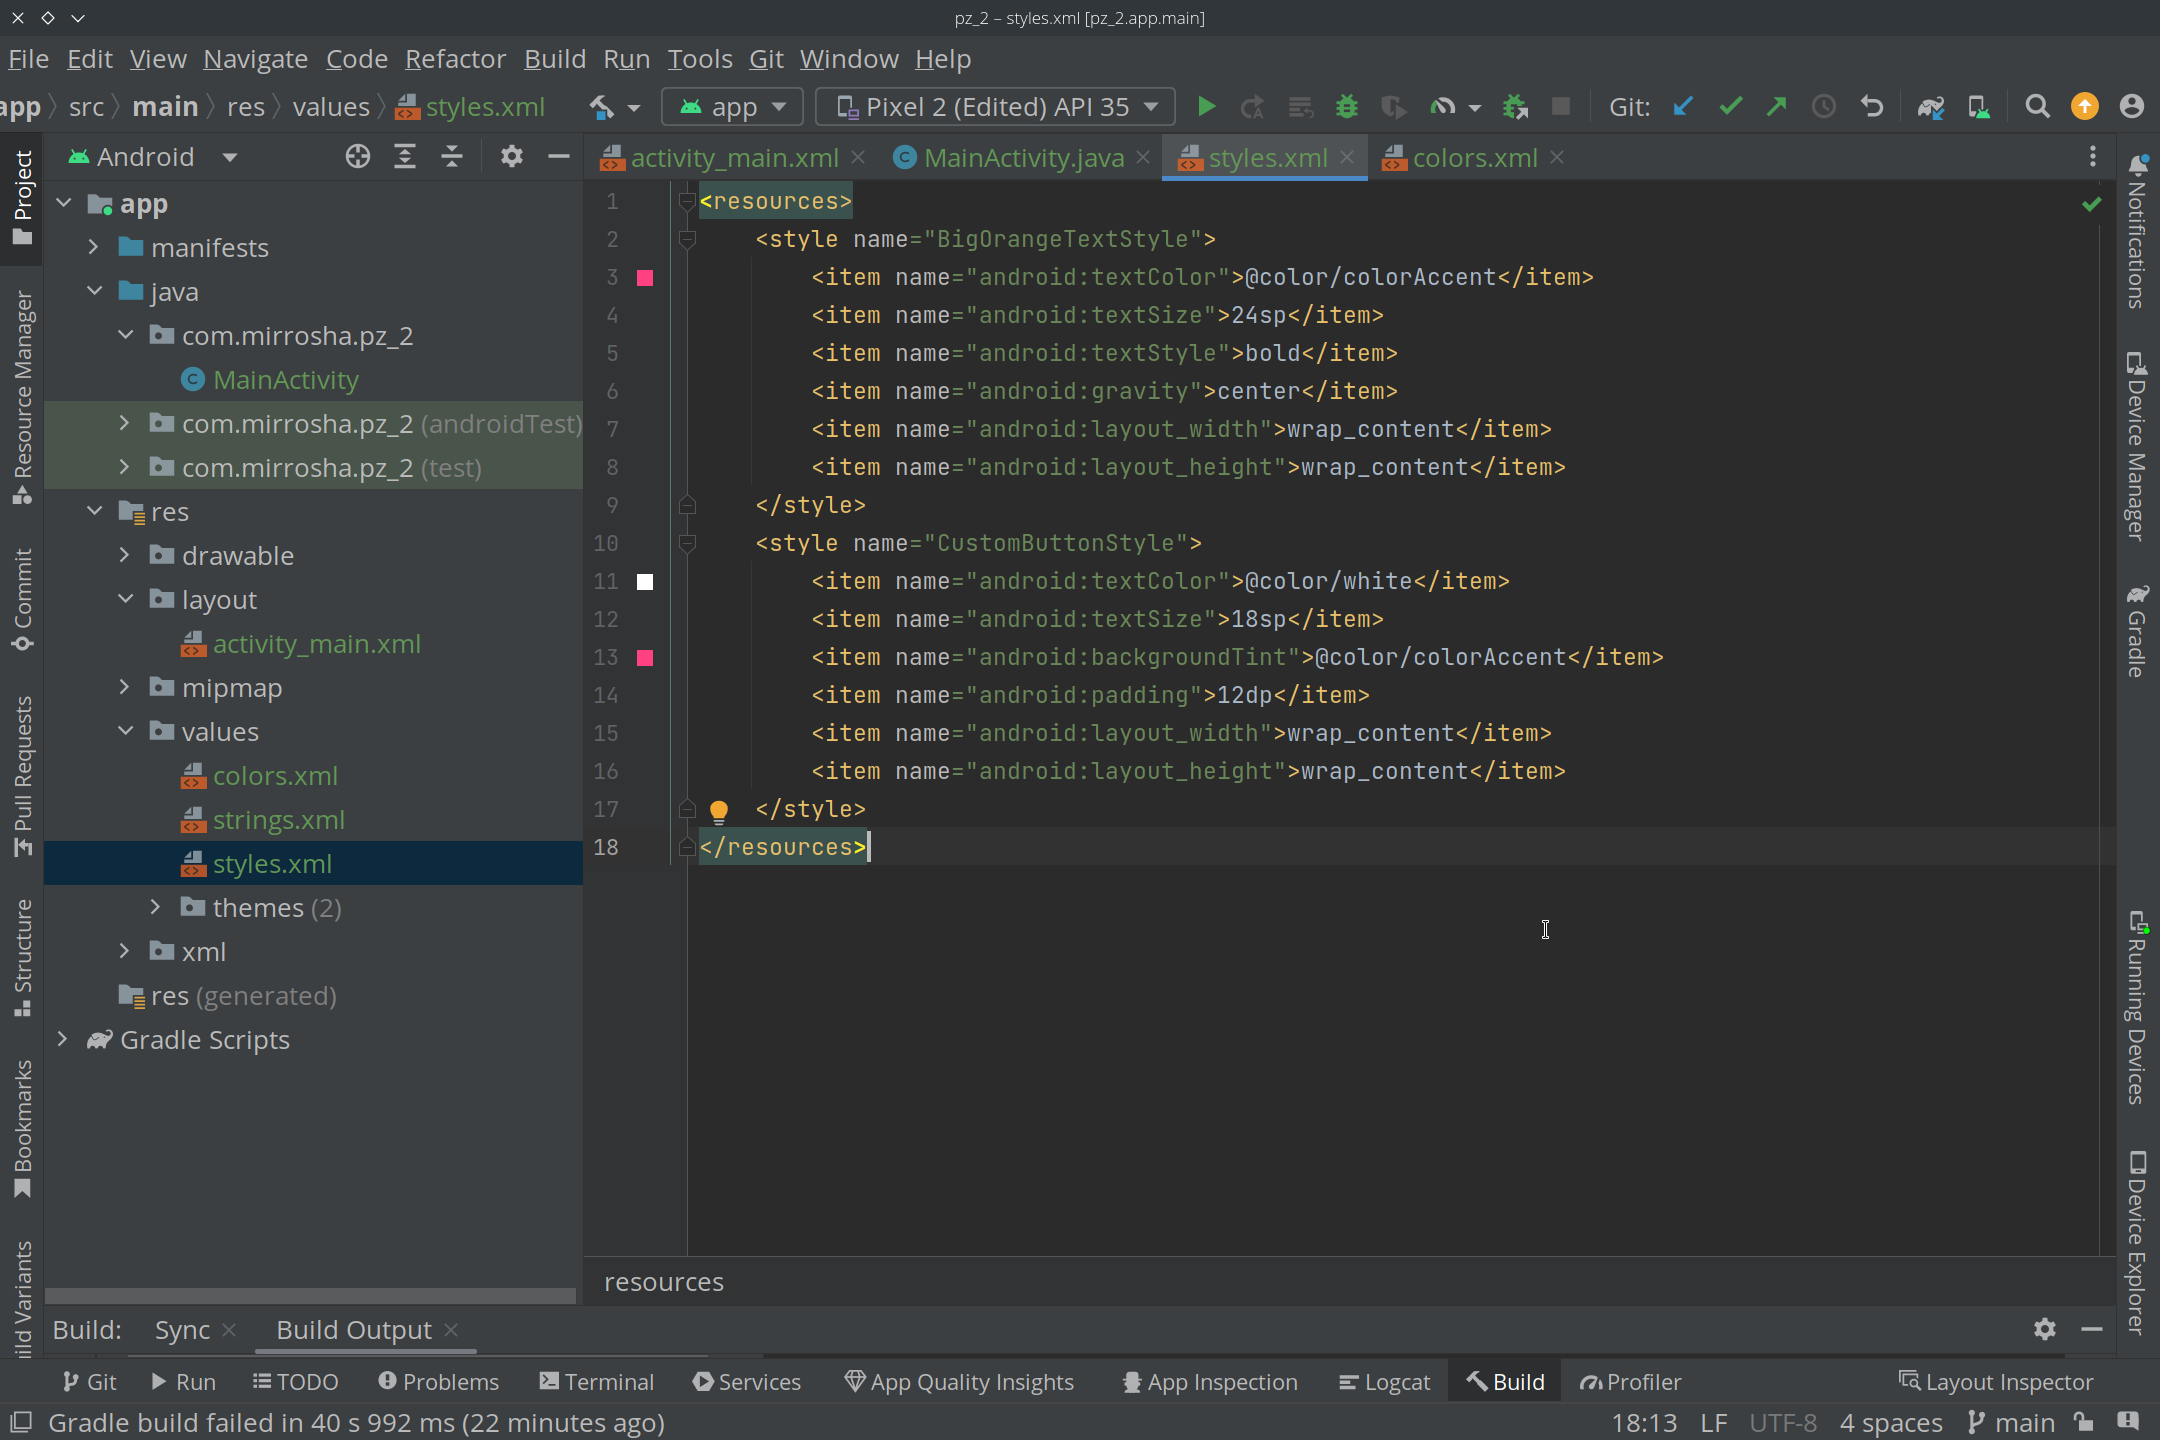 pz_2 – styles.xml [pz_2.app.main]
File Edit View Navigate Code Refactor Build Run Tools Git Window Help
app src main res values styles.xml app Pixel 2 (Edited) API 35 Git:
Android
activity_main.xml MainActivity.java styles.xml colors.xml
Project
Resource Manager
Commit
Pull Requests
Structure
Bookmarks
ild Variants
app
manifests
java
com.mirrosha.pz_2
MainActivity
com.mirrosha.pz_2 (androidTest)
com.mirrosha.pz_2 (test)
res
drawable
layout
activity_main.xml
mipmap
values
colors.xml
strings.xml
styles.xml
themes (2)
xml
res (generated)
Gradle Scripts
1 <resources>
2 <style name="BigOrangeTextStyle">
3 <item name="android:textColor">@color/colorAccent</item>
4 <item name="android:textSize">24sp</item>
5 <item name="android:textStyle">bold</item>
6 <item name="android:gravity">center</item>
7 <item name="android:layout_width">wrap_content</item>
8 <item name="android:layout_height">wrap_content</item>
9 </style>
10 <style name="CustomButtonStyle">
11 <item name="android:textColor">@color/white</item>
12 <item name="android:textSize">18sp</item>
13 <item name="android:backgroundTint">@color/colorAccent</item>
14 <item name="android:padding">12dp</item>
15 <item name="android:layout_width">wrap_content</item>
16 <item name="android:layout_height">wrap_content</item>
17 </style>
18 </resources>
resources
Notifications
Device Manager
Gradle
Running Devices
Device Explorer
Build: Sync Build Output
Git Run TODO Problems Terminal Services App Quality Insights App Inspection Logcat Build Profiler Layout Inspector
Gradle build failed in 40 s 992 ms (22 minutes ago) 18:13 LF UTF-8 4 spaces main